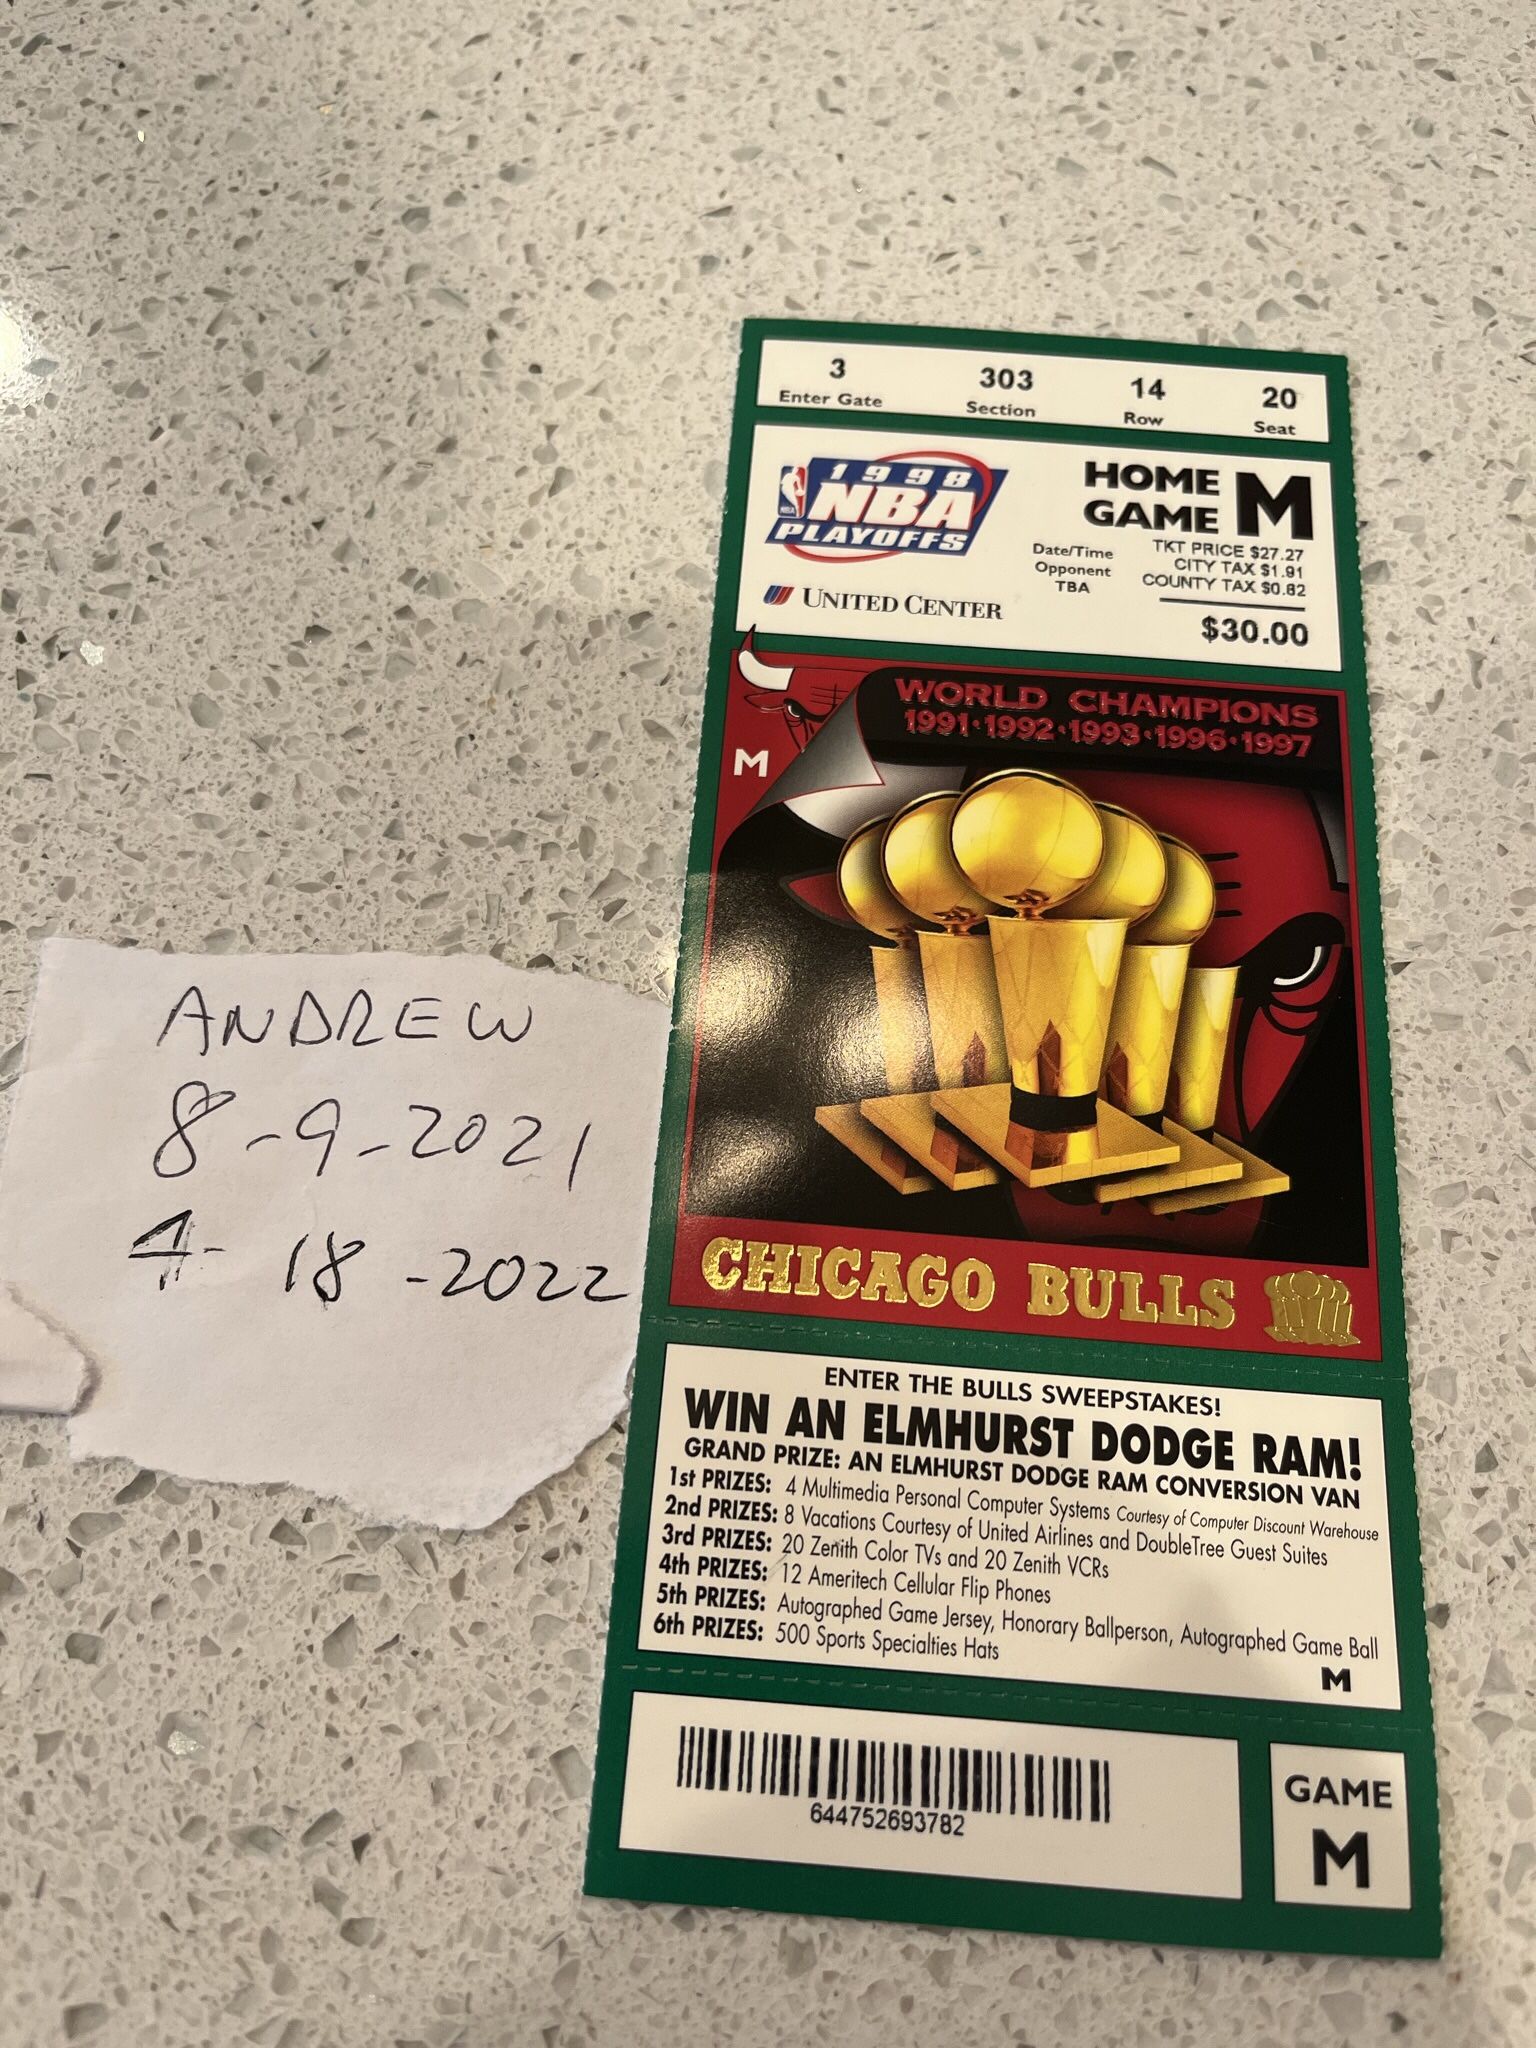 3 303 14 20
Enter Gate Section Row Seat
1998
NBA
NBA
PLAYOFFS
UNITED CENTER
HOME
GAME M
Date/Time
Opponent
TBA
TKT PRICE $27.27
CITY TAX $1.91
COUNTY TAX $0.82
$30.00
M
WORLD CHAMPIONS
1991·1992·1993·1996·1997
CHICAGO BULLS
ANDREW
8-9-2021
4-18-2022
ENTER THE BULLS SWEEPSTAKES!
WIN AN ELMHURST DODGE RAM!
GRAND PRIZE: AN ELMHURST DODGE RAM CONVERSION VAN
1st PRIZES: 4 Multimedia Personal Computer Systems Courtesy of Computer Discount Warehouse
2nd PRIZES: 8 Vacations Courtesy of United Airlines and DoubleTree Guest Suites
3rd PRIZES: 20 Zenith Color TVs and 20 Zenith VCRs
4th PRIZES: 12 Ameritech Cellular Flip Phones
5th PRIZES: Autographed Game Jersey, Honorary Ballperson, Autographed Game Ball
6th PRIZES: 500 Sports Specialties Hats
M
644752693782
GAME
M